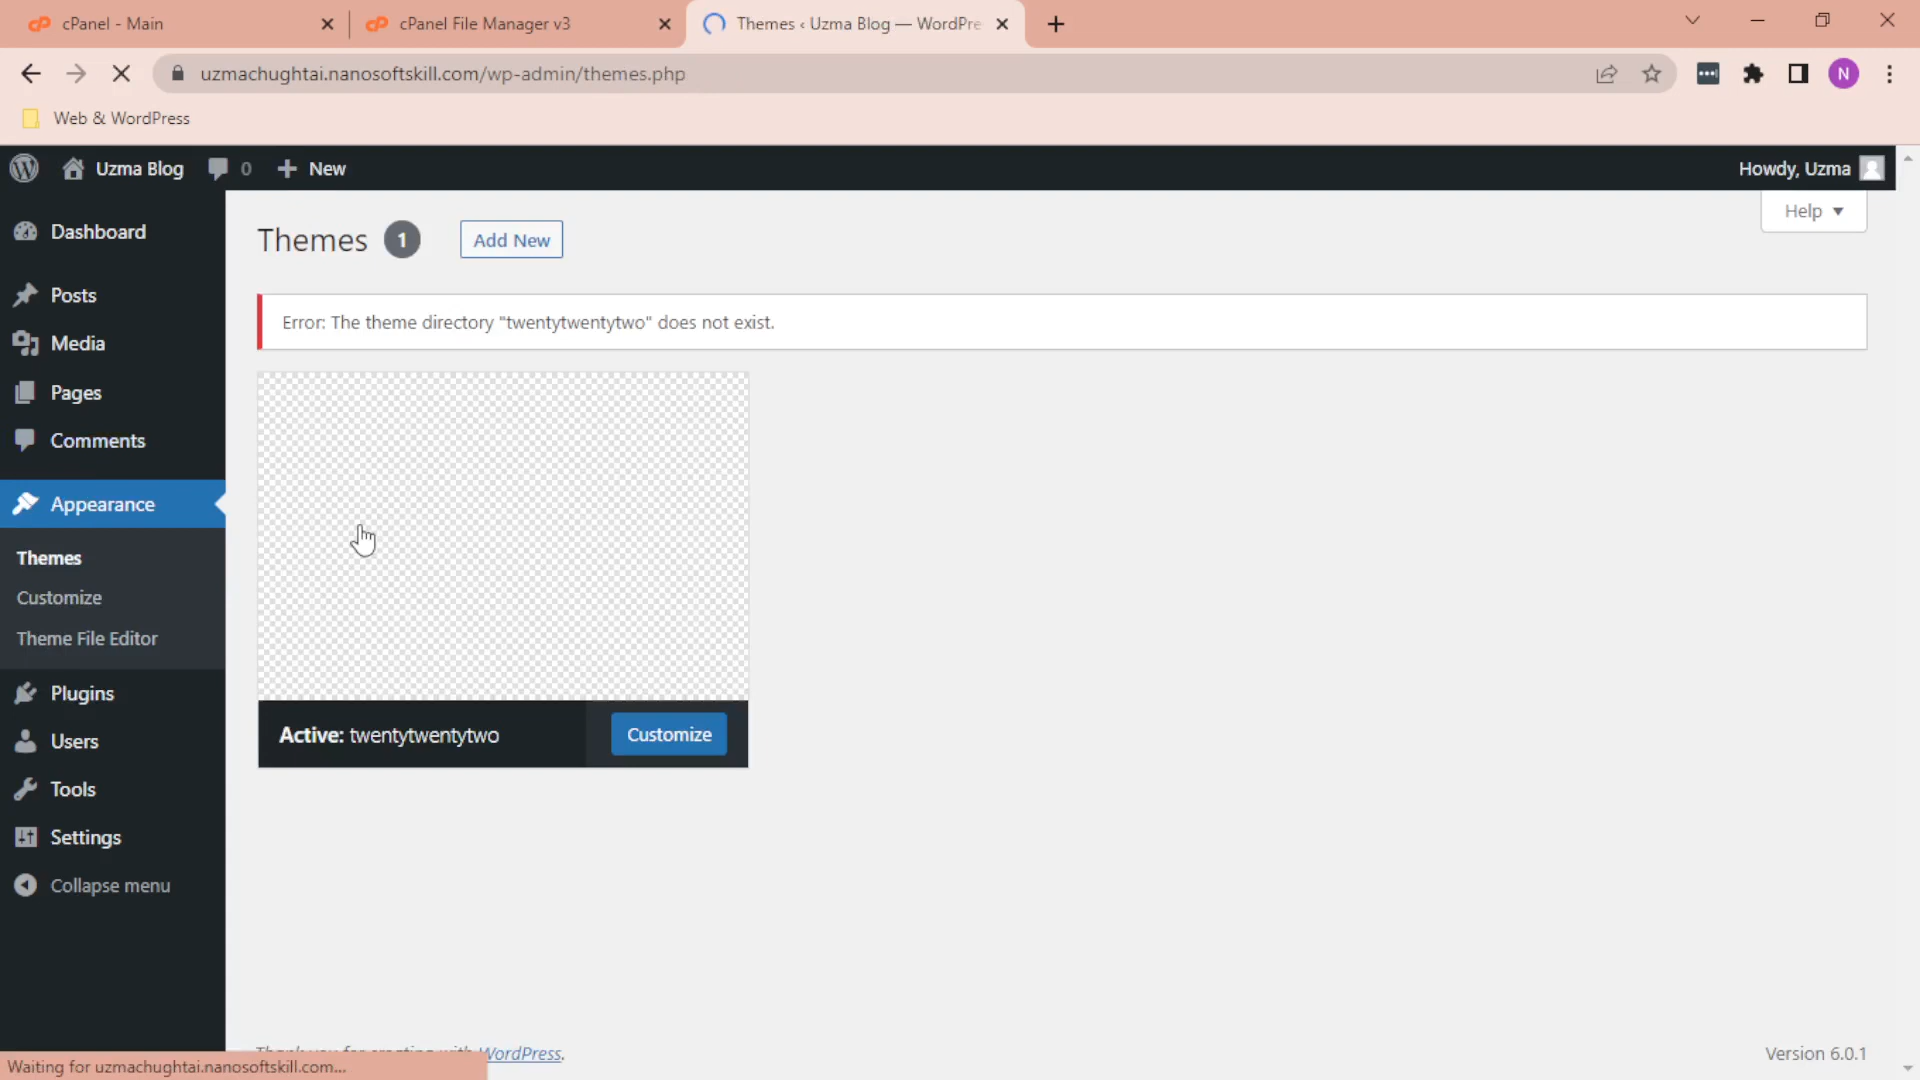 cPanel - Main
cPanel File Manager v3
Themes ‹ Uzma Blog — WordPre
uzmachughtai.nanosoftskill.com/wp-admin/themes.php
N
Web & WordPress
Uzma Blog
0
New
Howdy, Uzma
Help
Dashboard
Posts
Media
Pages
Comments
Appearance
Themes
Customize
Theme File Editor
Plugins
Users
Tools
Settings
Collapse menu
Themes 1
Add New
Error: The theme directory "twentytwentytwo" does not exist.
Active: twentytwentytwo
Customize
Thank you for creating with WordPress.
Version 6.0.1
Waiting for uzmachughtai.nanosoftskill.com...